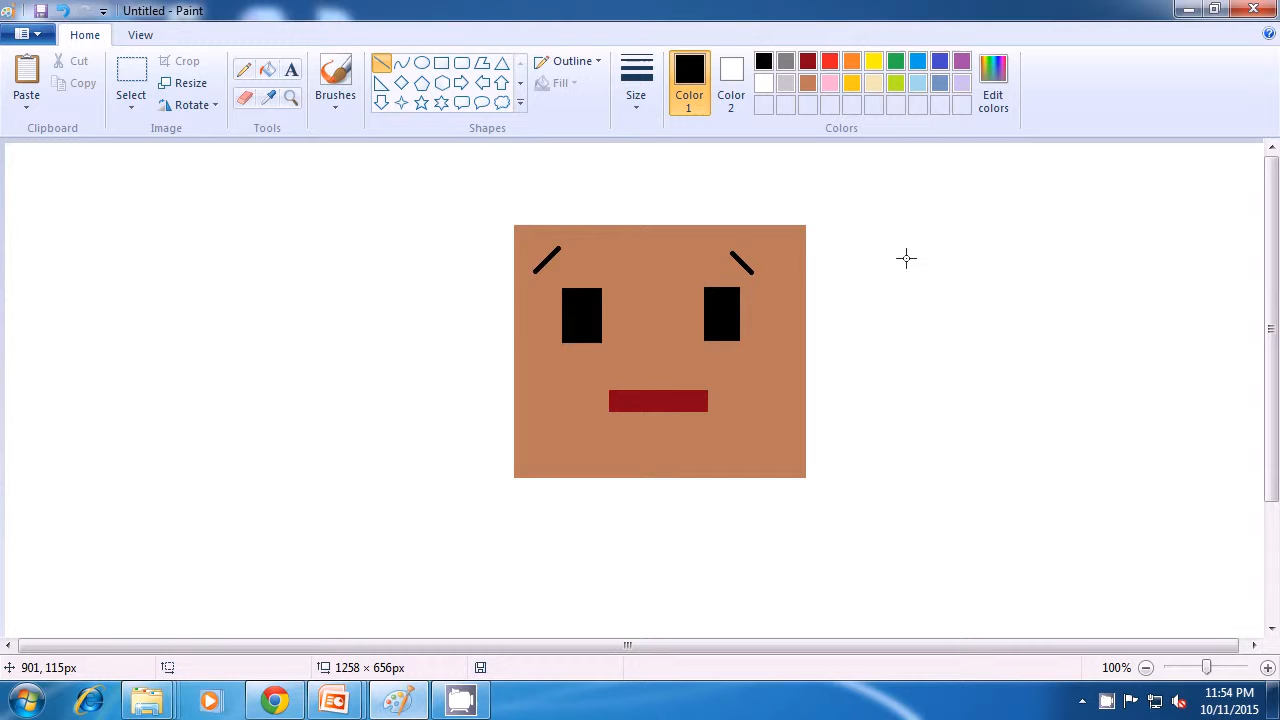 Untitled - Paint
Home View
Cut
Copy
Paste
Clipboard
Select
Crop
Resize
Rotate
Image
A
Tools
Brushes
Shapes
Outline
Fill
Size
Color 1
Color 2
Edit colors
Colors
901, 115px
1258 × 656px
100%
11:54 PM
10/11/2015